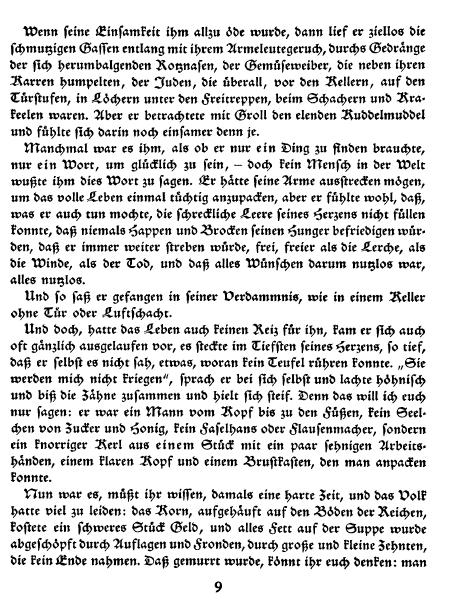 Wenn seine Einsamkeit ihm allzu öde wurde, dann lief er ziellos die
schmutzigen Gassen entlang mit ihrem Armeleutegeruch, durchs Gedränge
der sich herumbalgenden Rotznasen, der Gemüseweiber, die neben ihren
Karren humpelten, der Juden, die überall, vor den Kellern, auf den
Türstufen, in Löchern unter den Freitreppen, beim Schachern und Kra-
keelen waren. Aber er betrachtete mit Groll den elenden Kuddelmuddel
und fühlte sich darin noch einsamer denn je.
Manchmal war es ihm, als ob er nur ein Ding zu finden brauchte,
nur ein Wort, um glücklich zu sein, – doch kein Mensch in der Welt
wußte ihm dies Wort zu sagen. Er hätte seine Arme ausstrecken mögen,
um das volle Leben einmal tüchtig anzupacken, aber er fühlte wohl, daß,
was er auch tun mochte, die schreckliche Leere seines Herzens nicht füllen
konnte, daß niemals Happen und Brocken seinen Hunger befriedigen wür-
den, daß er immer weiter streben würde, frei, freier als die Lerche, als
die Winde, als der Tod, und daß alles Wünschen darum nutzlos war,
alles nutzlos.
Und so saß er gefangen in seiner Verdammnis, wie in einem Keller
ohne Tür oder Luftschacht.
Und doch, hatte das Leben auch keinen Reiz für ihn, kam er sich auch
oft gänzlich ausgelaufen vor, es steckte im Tiefsten seines Herzens, so tief,
daß er selbst es nicht sah, etwas, woran kein Teufel rühren konnte. „Sie
werden mich nicht kriegen“, sprach er bei sich selbst und lachte höhnisch
und biß die Zähne zusammen und hielt sich steif. Denn das will ich euch
nur sagen: er war ein Mann vom Kopf bis zu den Füßen, kein Seel-
chen von Zucker und Honig, kein Faselhans oder Flausenmacher, sondern
ein knorriger Kerl aus einem Stück mit ein paar sehnigen Arbeits-
händen, einem klaren Kopf und einem Brustkasten, den man anpacken
konnte.
Nun war es, müßt ihr wissen, damals eine harte Zeit, und das Volk
hatte viel zu leiden: das Korn, aufgehäuft auf den Böden der Reichen,
kostete ein schweres Stück Geld, und alles Fett auf der Suppe wurde
abgeschöpft durch Auflagen und Fronden, durch große und kleine Zehnten,
die kein Ende nahmen. Daß gemurrt wurde, könnt ihr euch denken: man
9